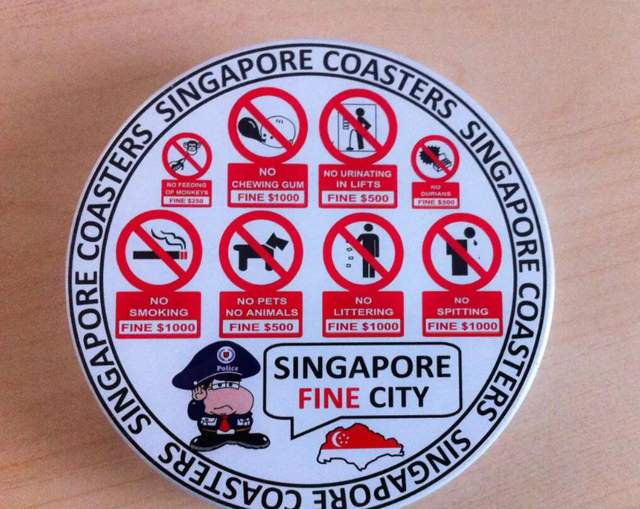 SINGAPORE COASTERS SINGAPORE COASTERS SINGAPORE COASTERS SINGAPORE COASTERS
NO FEEDING
OF MONKEYS
FINE $250
NO
CHEWING GUM
FINE $1000
NO URINATING
IN LIFTS
FINE $500
NO
DURIANS
FINE $500
NO
SMOKING
FINE $1000
NO PETS
NO ANIMALS
FINE $500
NO
LITTERING
FINE $1000
NO
SPITTING
FINE $1000
Police
SINGAPORE
FINE CITY